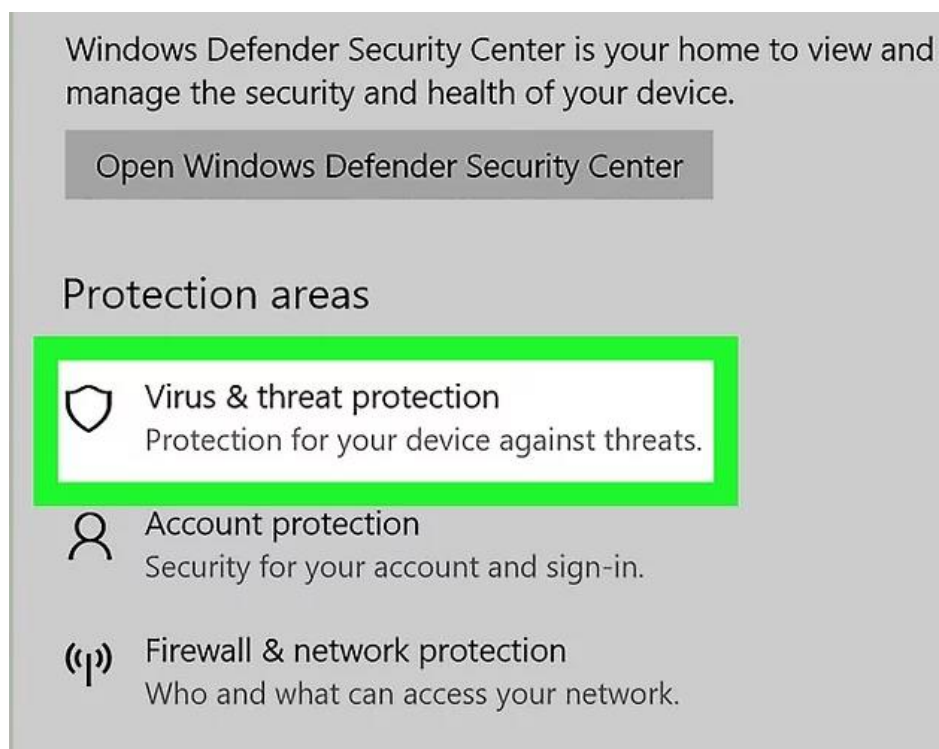 Windows Defender Security Center is your home to view and
manage the security and health of your device.
Open Windows Defender Security Center
Protection areas
Virus & threat protection
Protection for your device against threats.
Account protection
Security for your account and sign-in.
Firewall & network protection
Who and what can access your network.